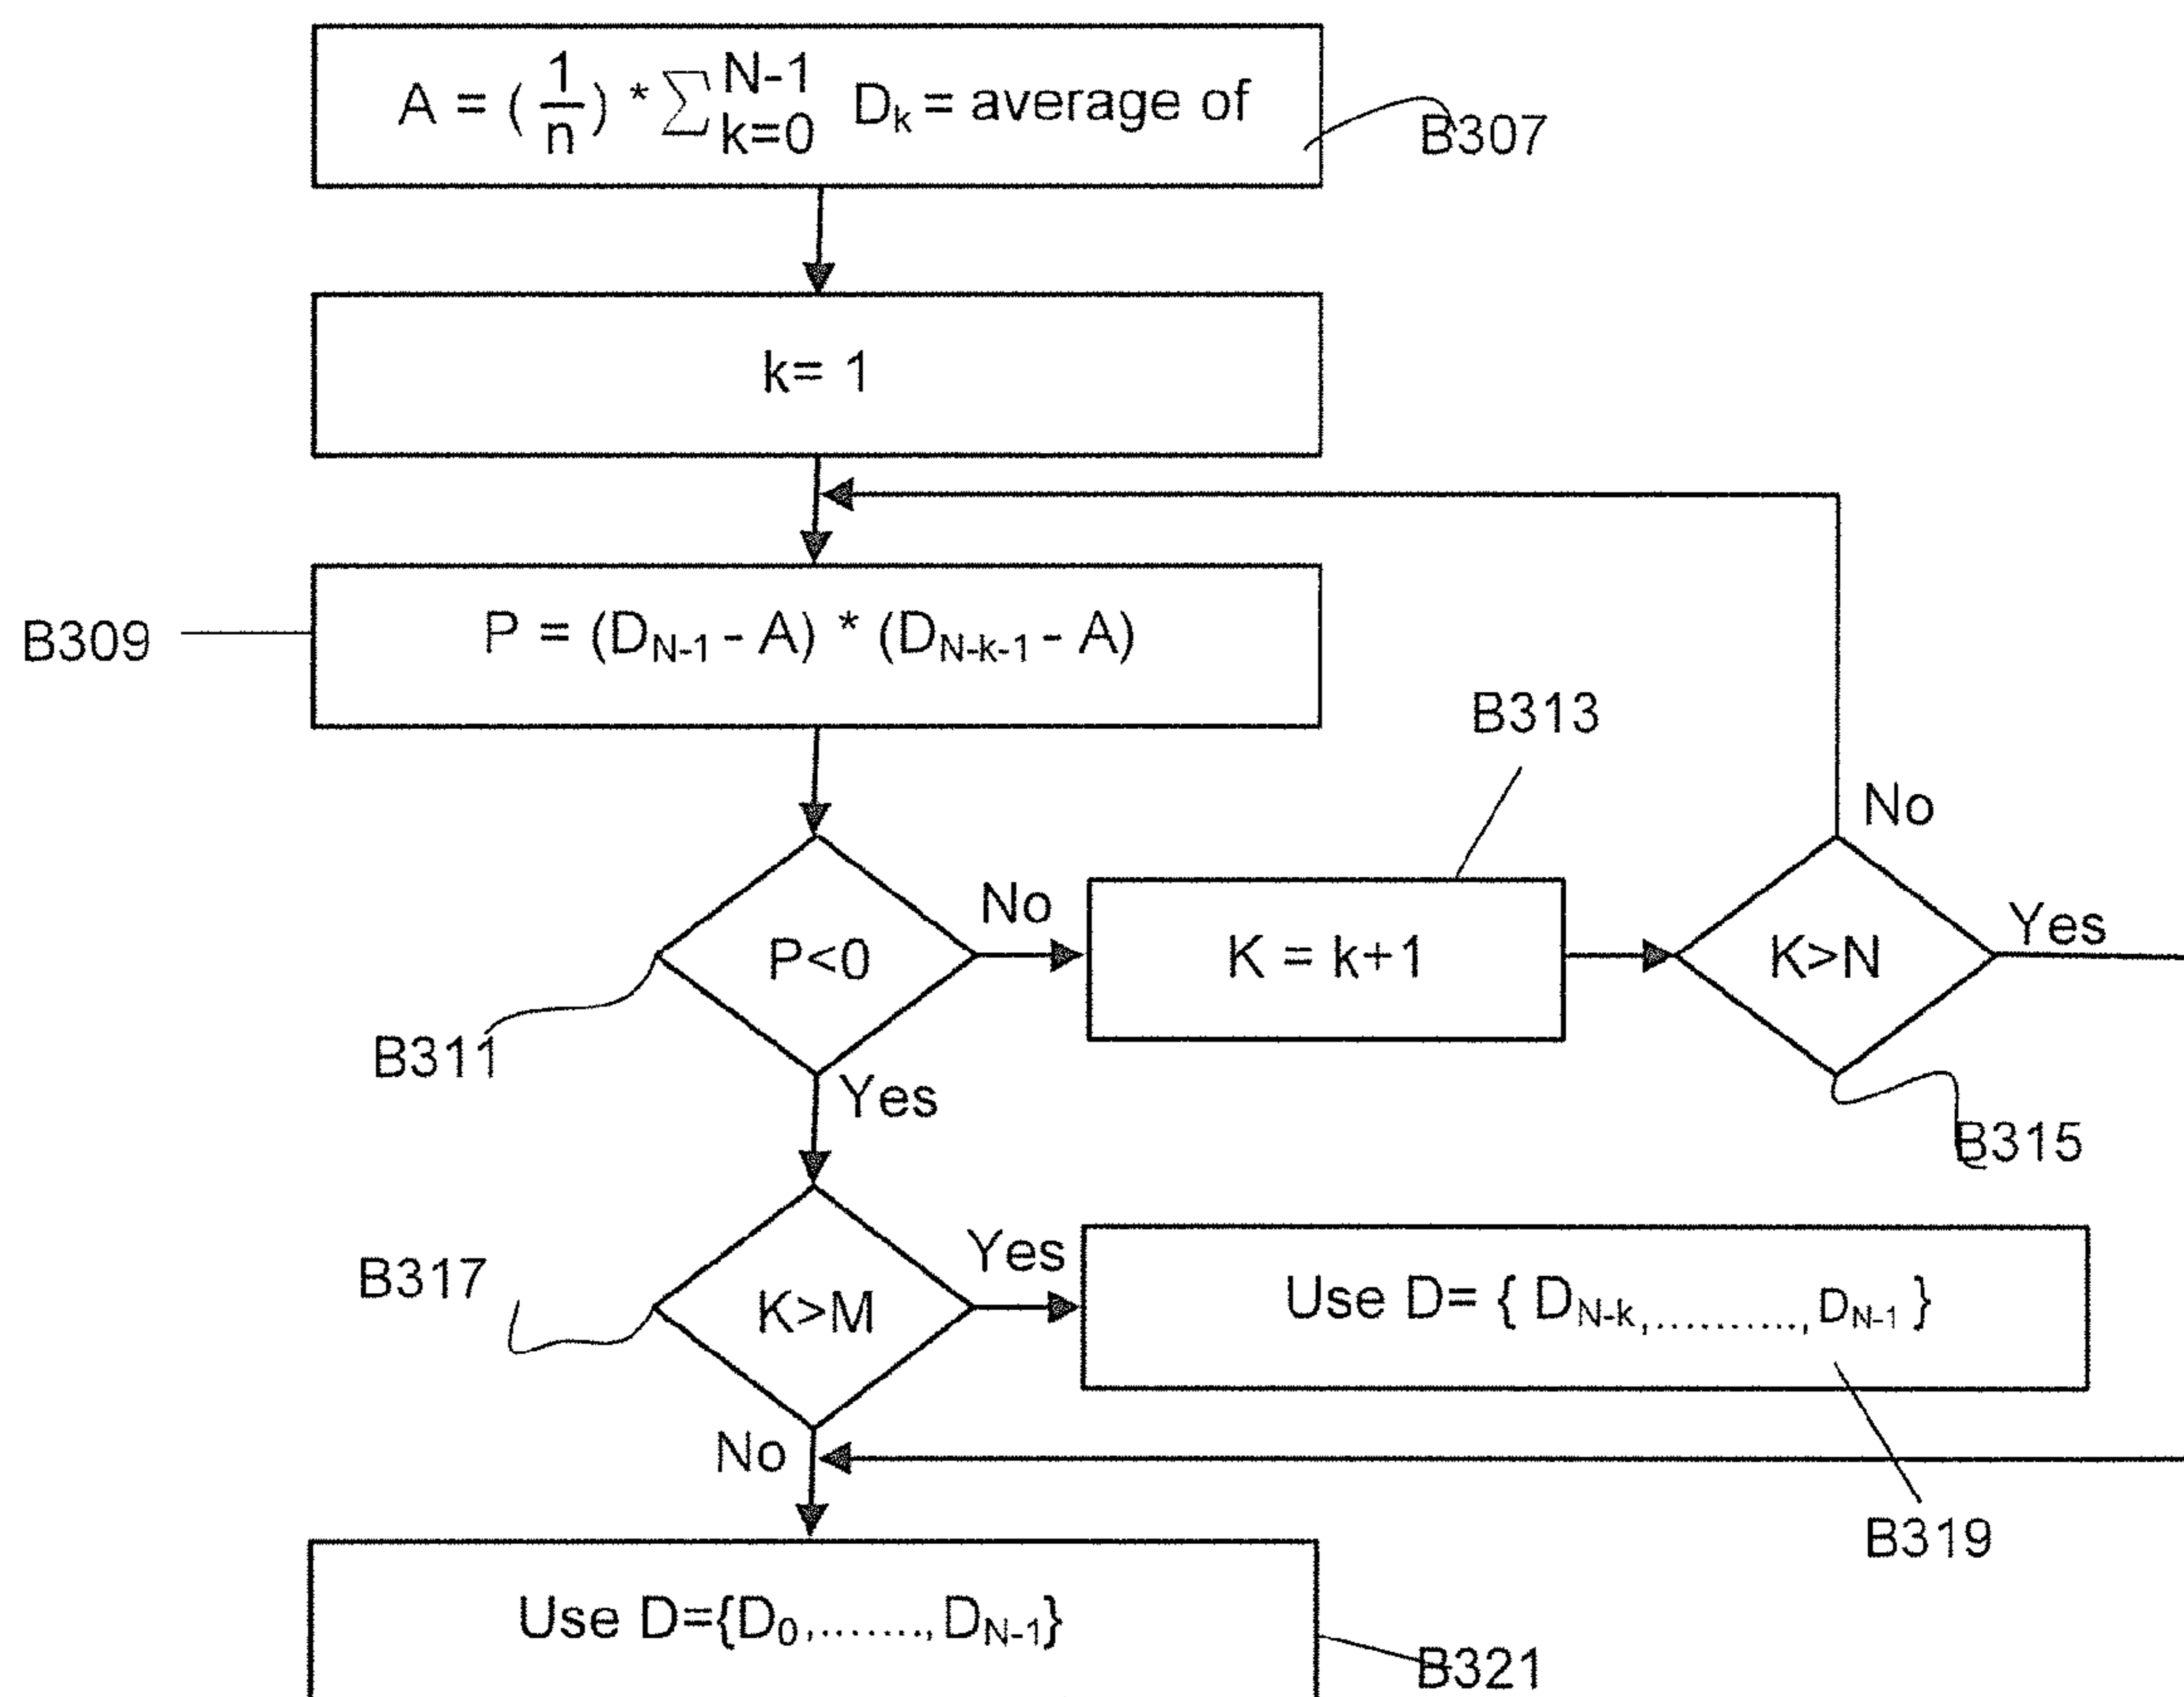 A = ( 1/n ) * ∑ N-1 k=0 Dk = average of
B307
k= 1
B309
P = (DN-1 - A) * (DN-k-1 - A)
B313
No
P<0
No
K = k+1
K>N
Yes
B311
Yes
B315
B317
K>M
Yes
Use D= { DN-k,.........., DN-1 }
No
B319
Use D={D0,......., DN-1}
B321